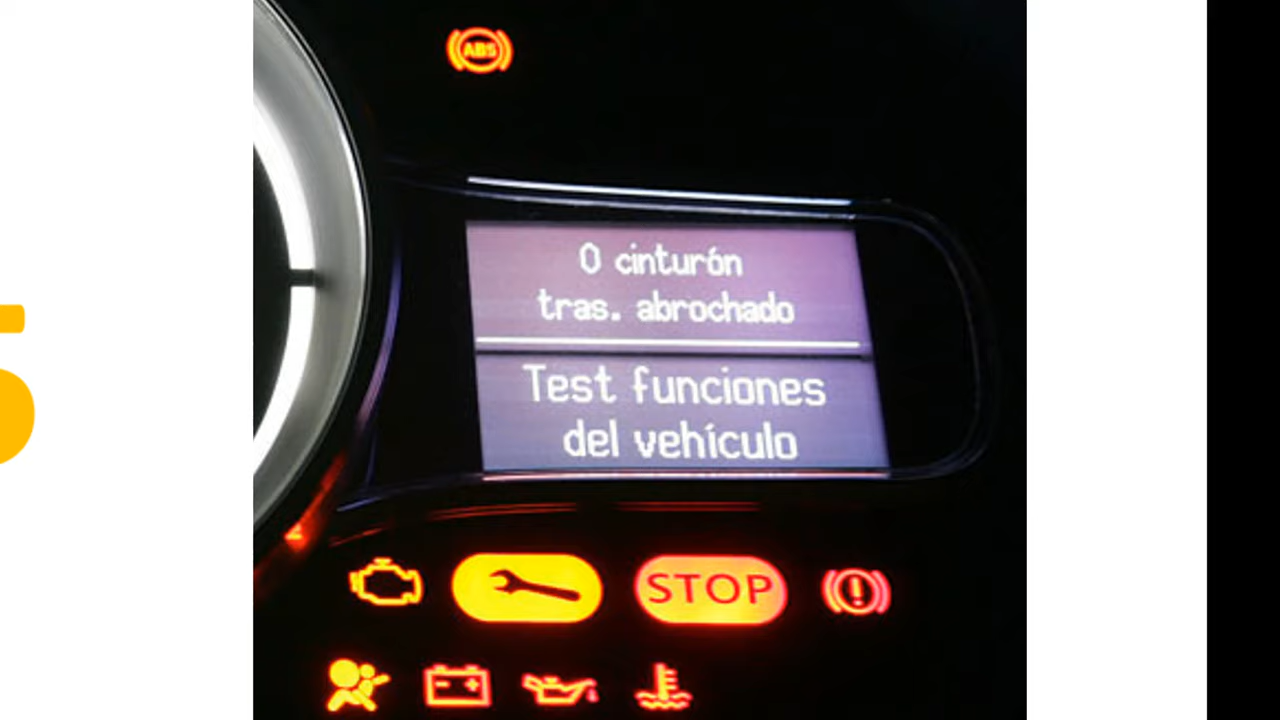 ABS
0 cinturón
tras. abrochado
Test funciones
del vehículo
STOP